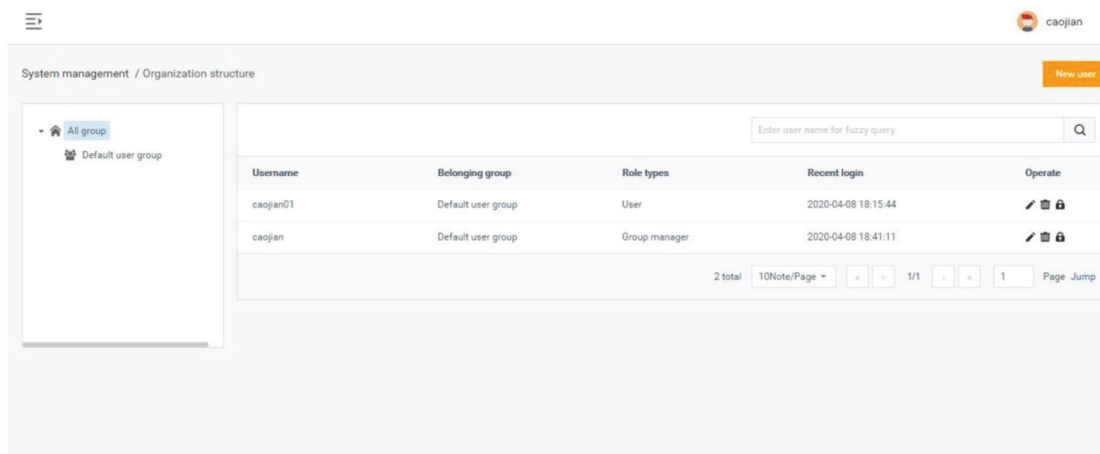 caojian
System management / Organization structure
New user
All group
Default user group
Enter user name for fuzzy query.
Username Belonging group Role types Recent login Operate
caojian01 Default user group User 2020-04-08 18:15:44
caojian Default user group Group manager 2020-04-08 18:41:11
2 total 10Note/Page « ‹ 1/1 › » 1 Page Jump